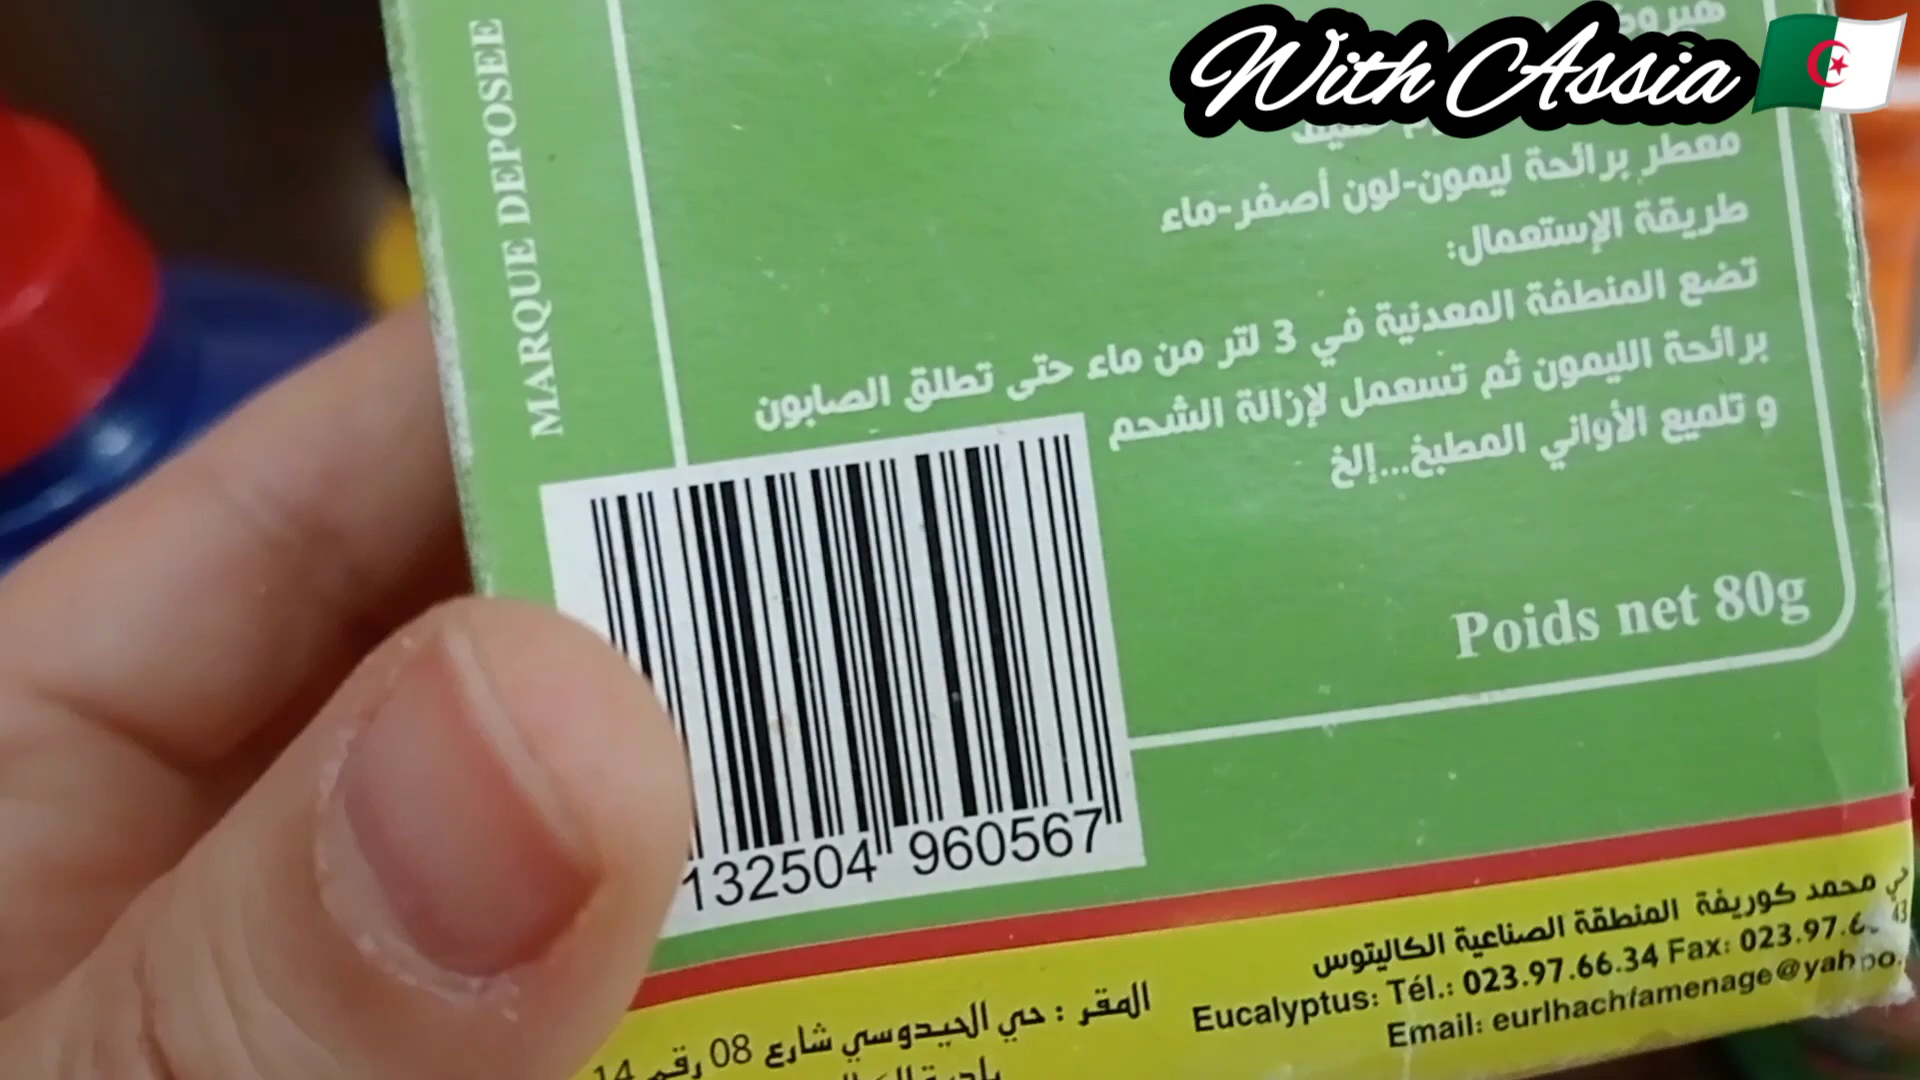 With Assia
MARQUE DEPOSEE
معطر برائحة ليمون-لون أصفر-ماء
طريقة الإستعمال:
تضع المنطفة المعدنية في 3 لتر من ماء حتى تطلق الصابون
برائحة الليمون ثم تسعمل لإزالة الشحم
و تلميع الأواني المطبخ...إلخ
Poids net 80g
132504 960567
حي محمد كوريفة المنطقة الصناعية الكاليتوس
Eucalyptus: Tél.: 023.97.66.34 Fax: 023.97.6
Email: eurlhachfamenage@yahoo.
المقر : حي الحيدوسي شارع 08 رقم 14